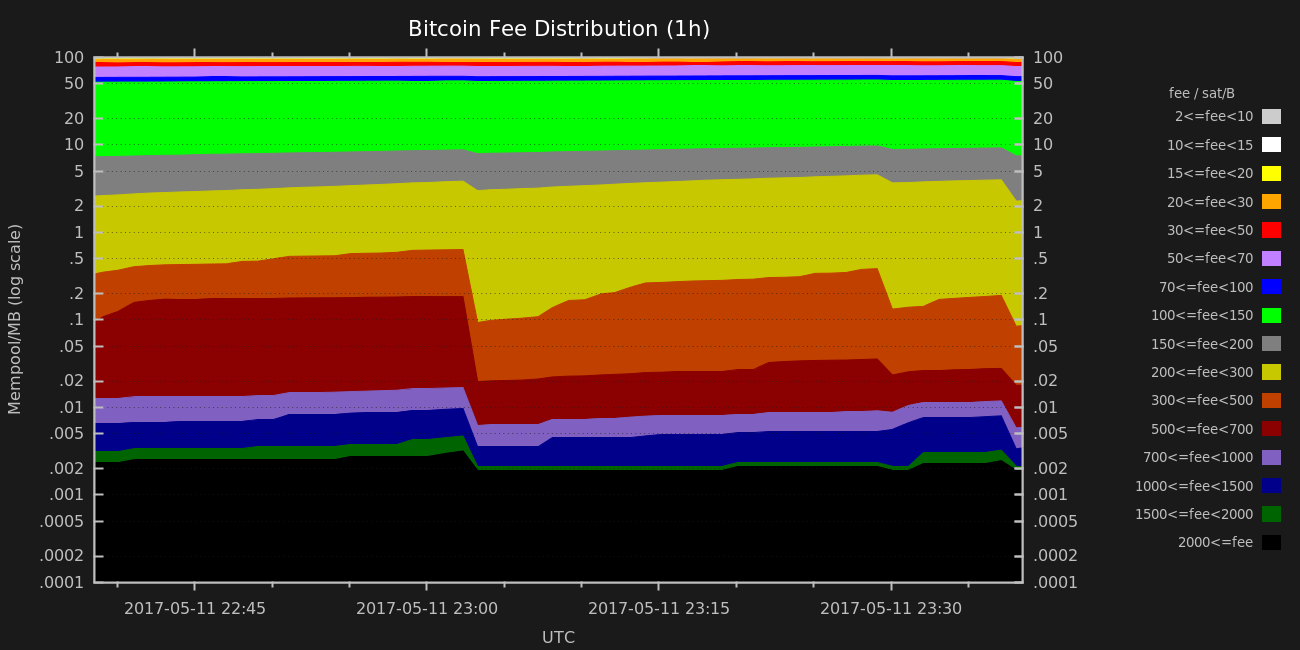 Bitcoin Fee Distribution (1h)
Mempool/MB (log scale)
100
50
20
10
5
2
1
.5
.2
.1
.05
.02
.01
.005
.002
.001
.0005
.0002
.0001
100
50
20
10
5
2
1
.5
.2
.1
.05
.02
.01
.005
.002
.001
.0005
.0002
.0001
2017-05-11 22:45
2017-05-11 23:00
2017-05-11 23:15
2017-05-11 23:30
UTC
fee / sat/B
2<=fee<10
10<=fee<15
15<=fee<20
20<=fee<30
30<=fee<50
50<=fee<70
70<=fee<100
100<=fee<150
150<=fee<200
200<=fee<300
300<=fee<500
500<=fee<700
700<=fee<1000
1000<=fee<1500
1500<=fee<2000
2000<=fee